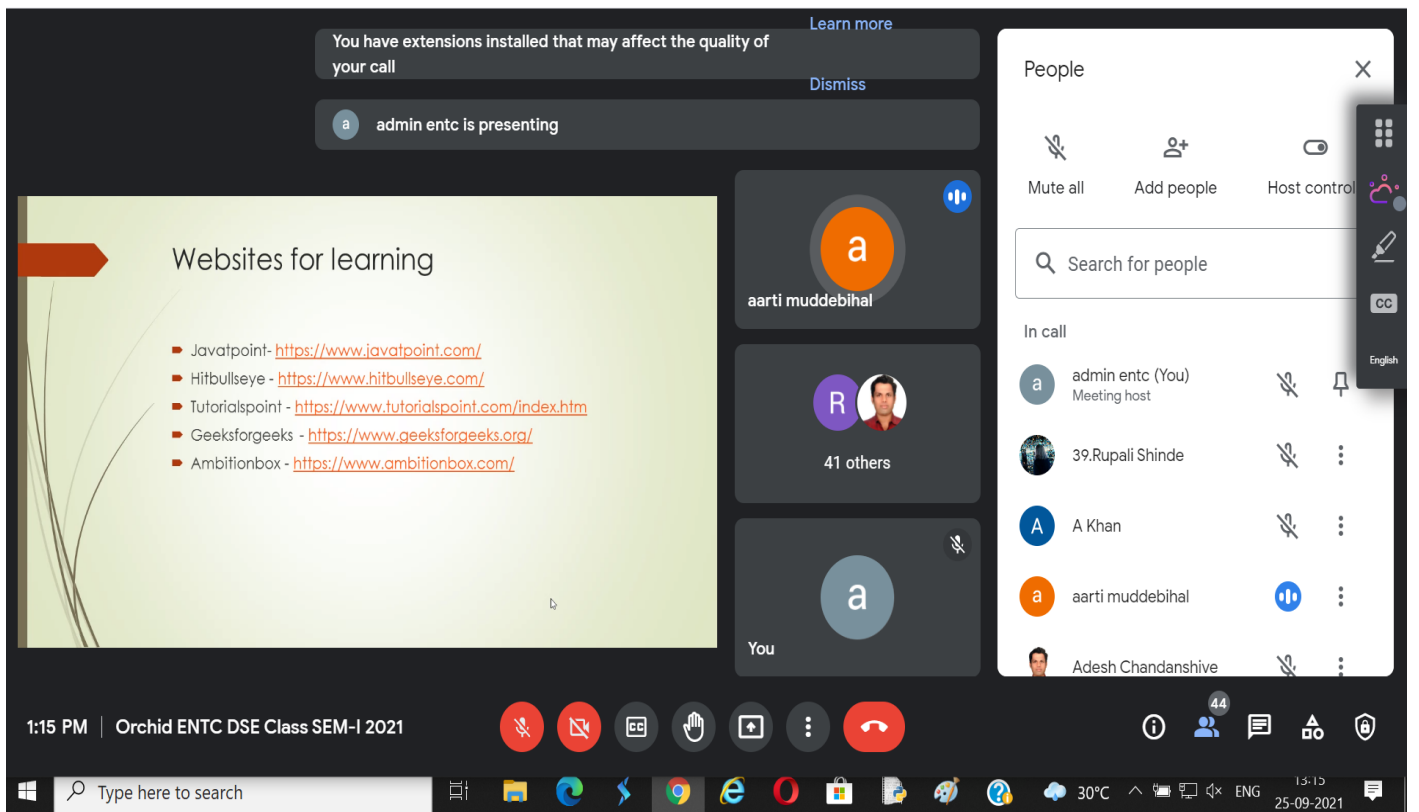 Learn more
You have extensions installed that may affect the quality of
your call
Dismiss
a
admin entc is presenting
Websites for learning
Javatpoint- https://www.javatpoint.com/
Hitbullseye - https://www.hitbullseye.com/
Tutorialspoint - https://www.tutorialspoint.com/index.htm
Geeksforgeeks - https://www.geeksforgeeks.org/
Ambitionbox - https://www.ambitionbox.com/
a
aarti muddebihal
R
41 others
a
You
People
Mute all Add people Host control
Search for people
In call
a
admin entc (You)
Meeting host
39.Rupali Shinde
A
A Khan
a
aarti muddebihal
Adesh Chandanshive
CC
English
1:15 PM | Orchid ENTC DSE Class SEM-I 2021
CC
44
Type here to search
30°C
ENG
13:15
25-09-2021